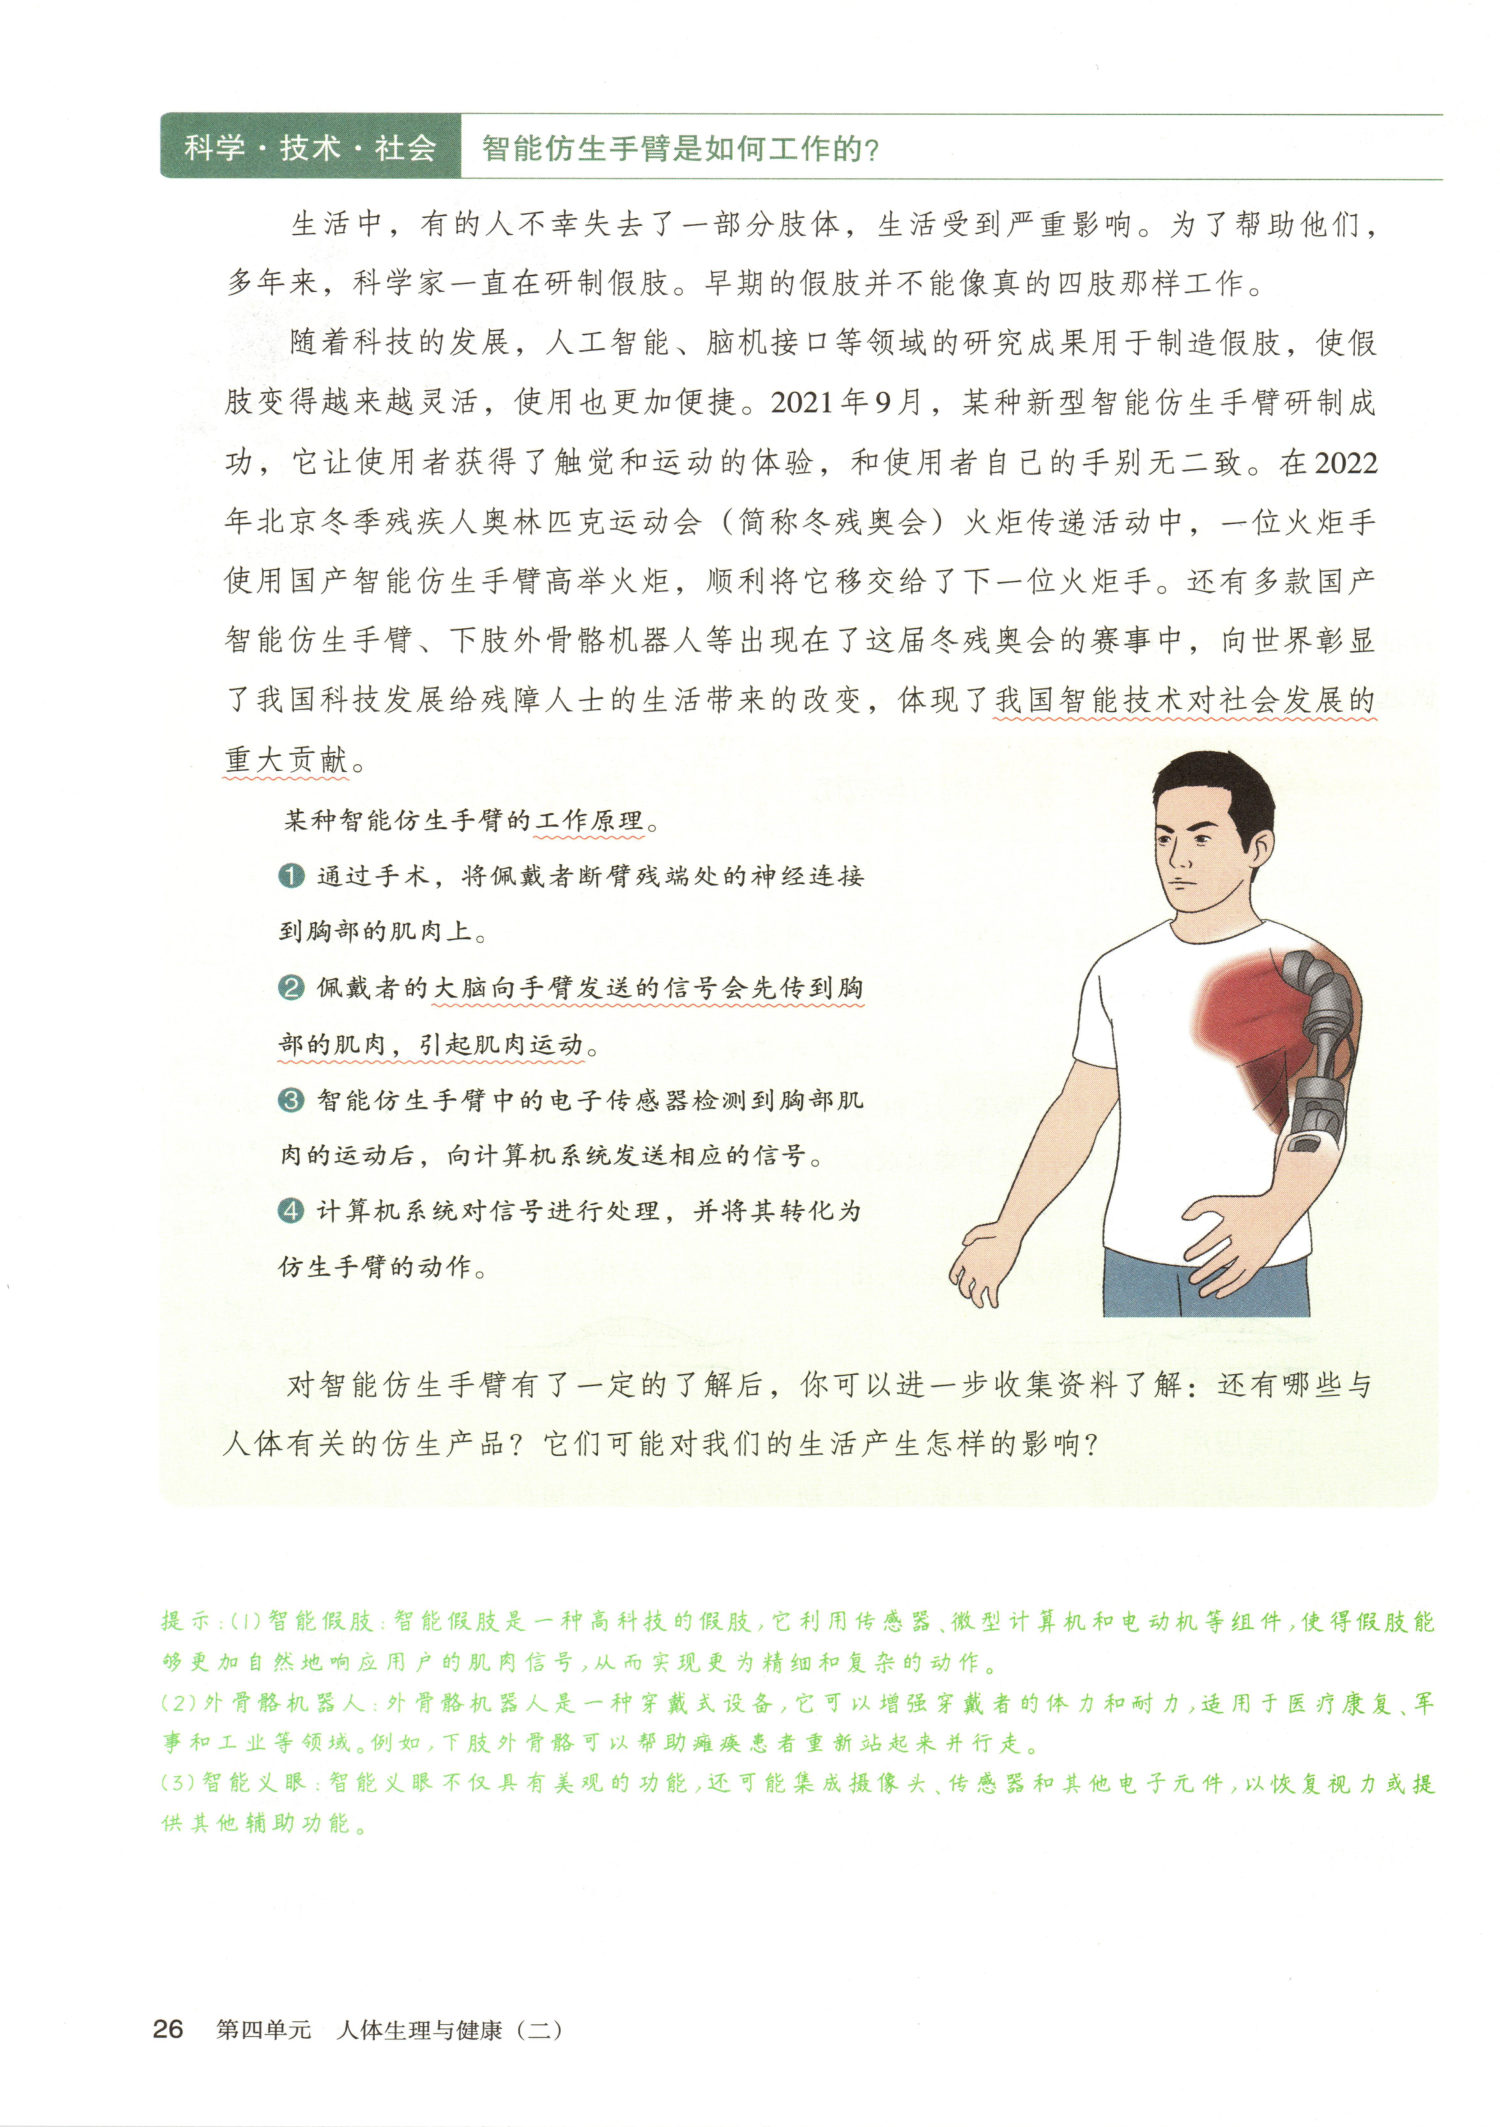 科学·技术·社会 智能仿生手臂是如何工作的?
生活中，有的人不幸失去了一部分肢体，生活受到严重影响。为了帮助他们，
多年来，科学家一直在研制假肢。早期的假肢并不能像真的四肢那样工作。
随着科技的发展，人工智能、脑机接口等领域的研究成果用于制造假肢，使假
肢变得越来越灵活，使用也更加便捷。2021年9月，某种新型智能仿生手臂研制成
功，它让使用者获得了触觉和运动的体验，和使用者自己的手别无二致。在2022
年北京冬季残疾人奥林匹克运动会（简称冬残奥会）火炬传递活动中，一位火炬手
使用国产智能仿生手臂高举火炬，顺利将它移交给了下一位火炬手。还有多款国产
智能仿生手臂、下肢外骨骼机器人等出现在了这届冬残奥会的赛事中，向世界彰显
了我国科技发展给残障人士的生活带来的改变，体现了我国智能技术对社会发展的
重大贡献。
某种智能仿生手臂的工作原理。
❶ 通过手术，将佩戴者断臂残端处的神经连接
到胸部的肌肉上。
❷ 佩戴者的大脑向手臂发送的信号会先传到胸
部的肌肉，引起肌肉运动。
❸ 智能仿生手臂中的电子传感器检测到胸部肌
肉的运动后，向计算机系统发送相应的信号。
❹ 计算机系统对信号进行处理，并将其转化为
仿生手臂的动作。
对智能仿生手臂有了一定的了解后，你可以进一步收集资料了解：还有哪些与
人体有关的仿生产品？它们可能对我们的生活产生怎样的影响？
提示:(1)智能假肢:智能假肢是一种高科技的假肢,它利用传感器、微型计算机和电动机等组件,使得假肢能
够更加自然地响应用户的肌肉信号,从而实现更为精细和复杂的动作。
(2)外骨骼机器人:外骨骼机器人是一种穿戴式设备,它可以增强穿戴者的体力和耐力,适用于医疗康复、军
事和工业等领域。例如,下肢外骨骼可以帮助瘫痪患者重新站起来并行走。
(3)智能义眼:智能义眼不仅具有美观的功能,还可能集成摄像头、传感器和其他电子元件,以恢复视力或提
供其他辅助功能。
26 第四单元 人体生理与健康（二）